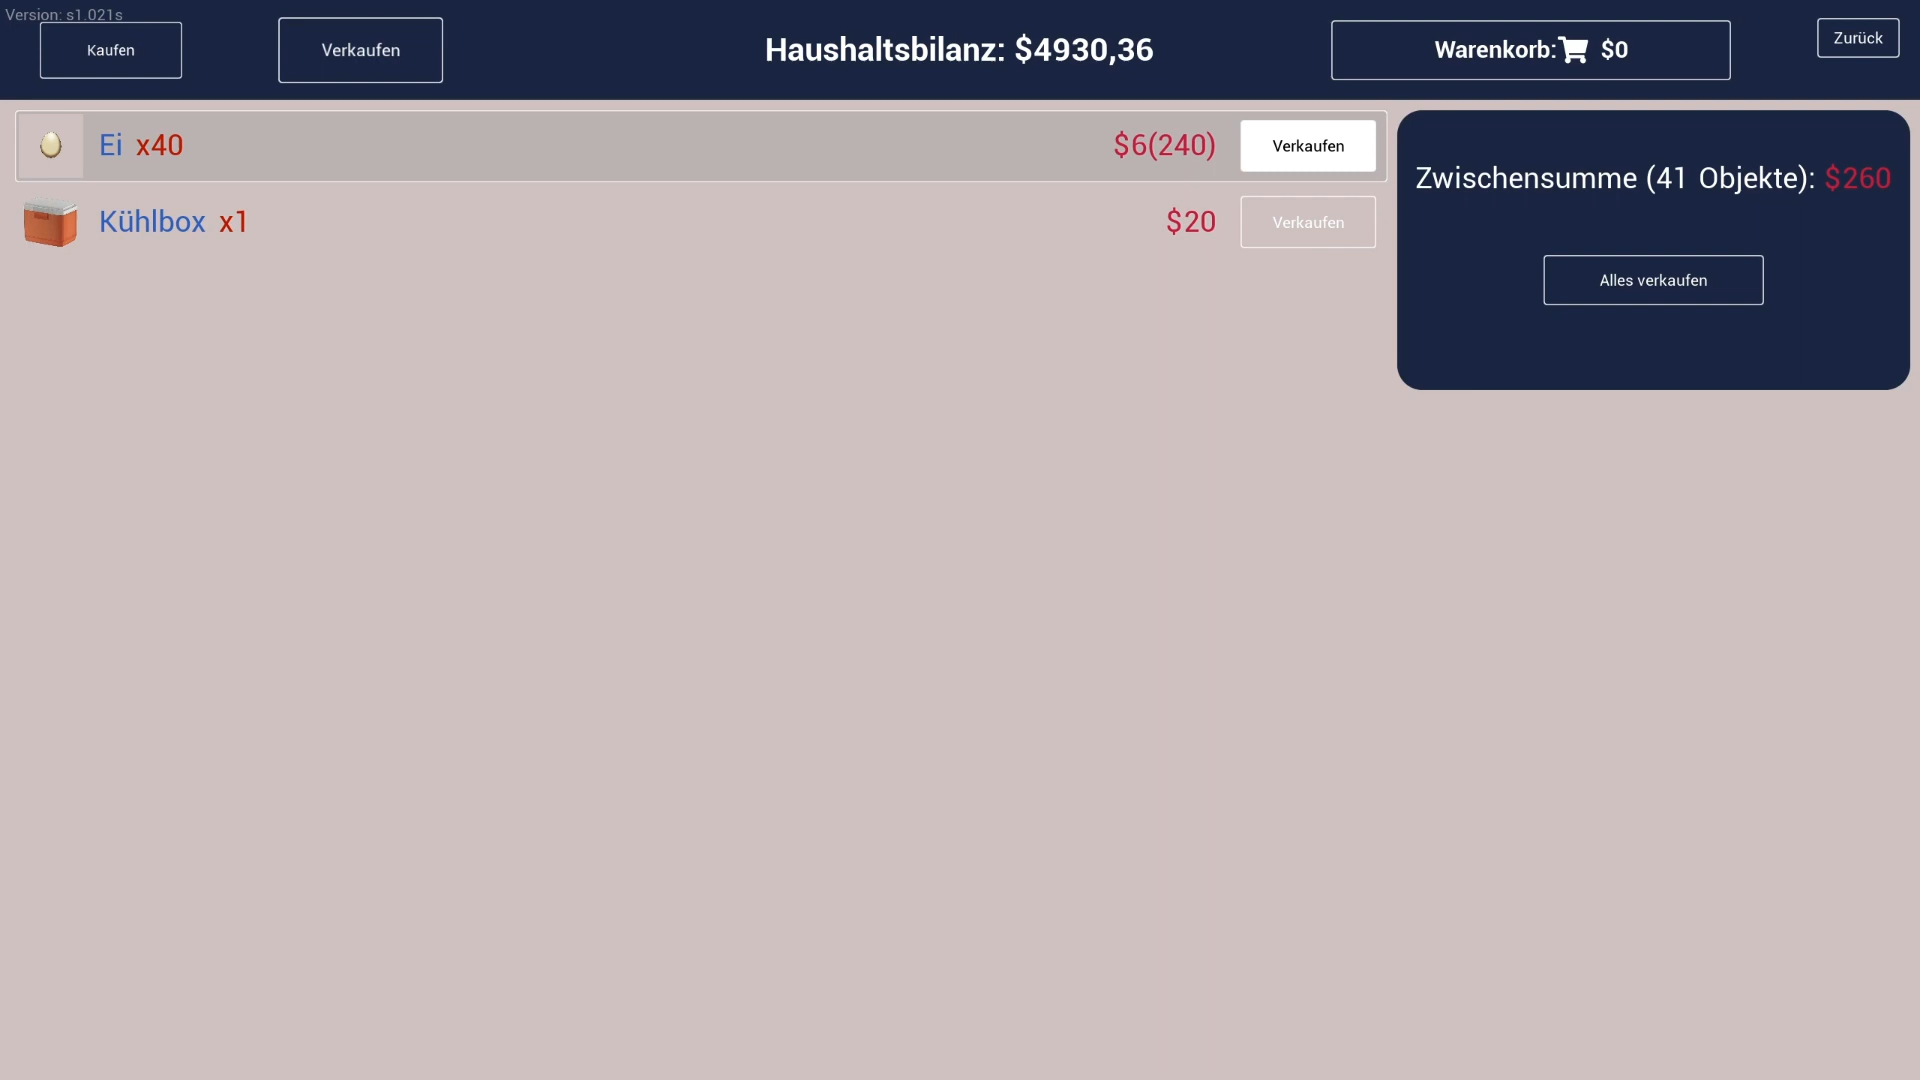 Version: s1.021s
Kaufen
Verkaufen
Haushaltsbilanz: $4930,36
Warenkorb: $0
Zurück
Ei x40
$6(240)
Verkaufen
Kühlbox x1
$20
Verkaufen
Zwischensumme (41 Objekte): $260
Alles verkaufen